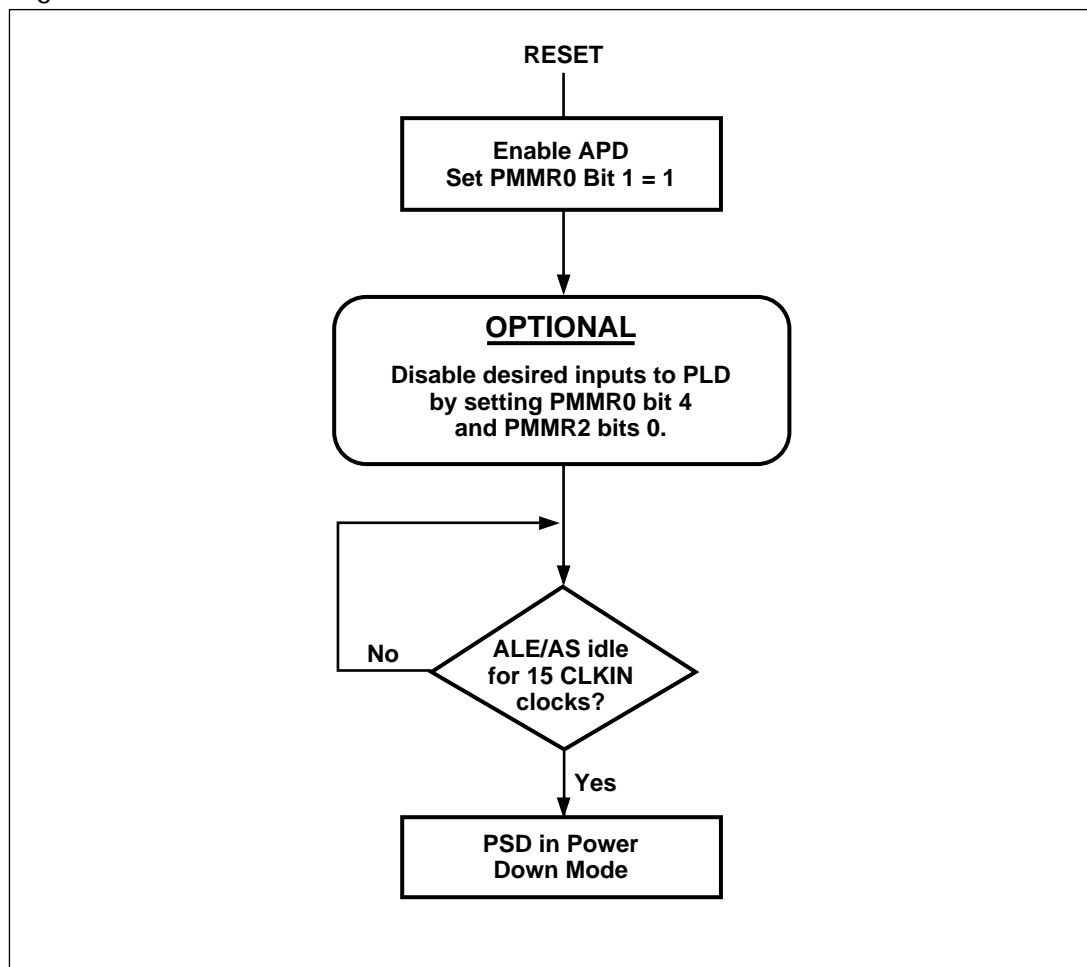 RESET
Enable APD
Set PMMR0 Bit 1 = 1
OPTIONAL
Disable desired inputs to PLD
by setting PMMR0 bit 4
and PMMR2 bits 0.
No
ALE/AS idle
for 15 CLKIN
clocks?
Yes
PSD in Power
Down Mode